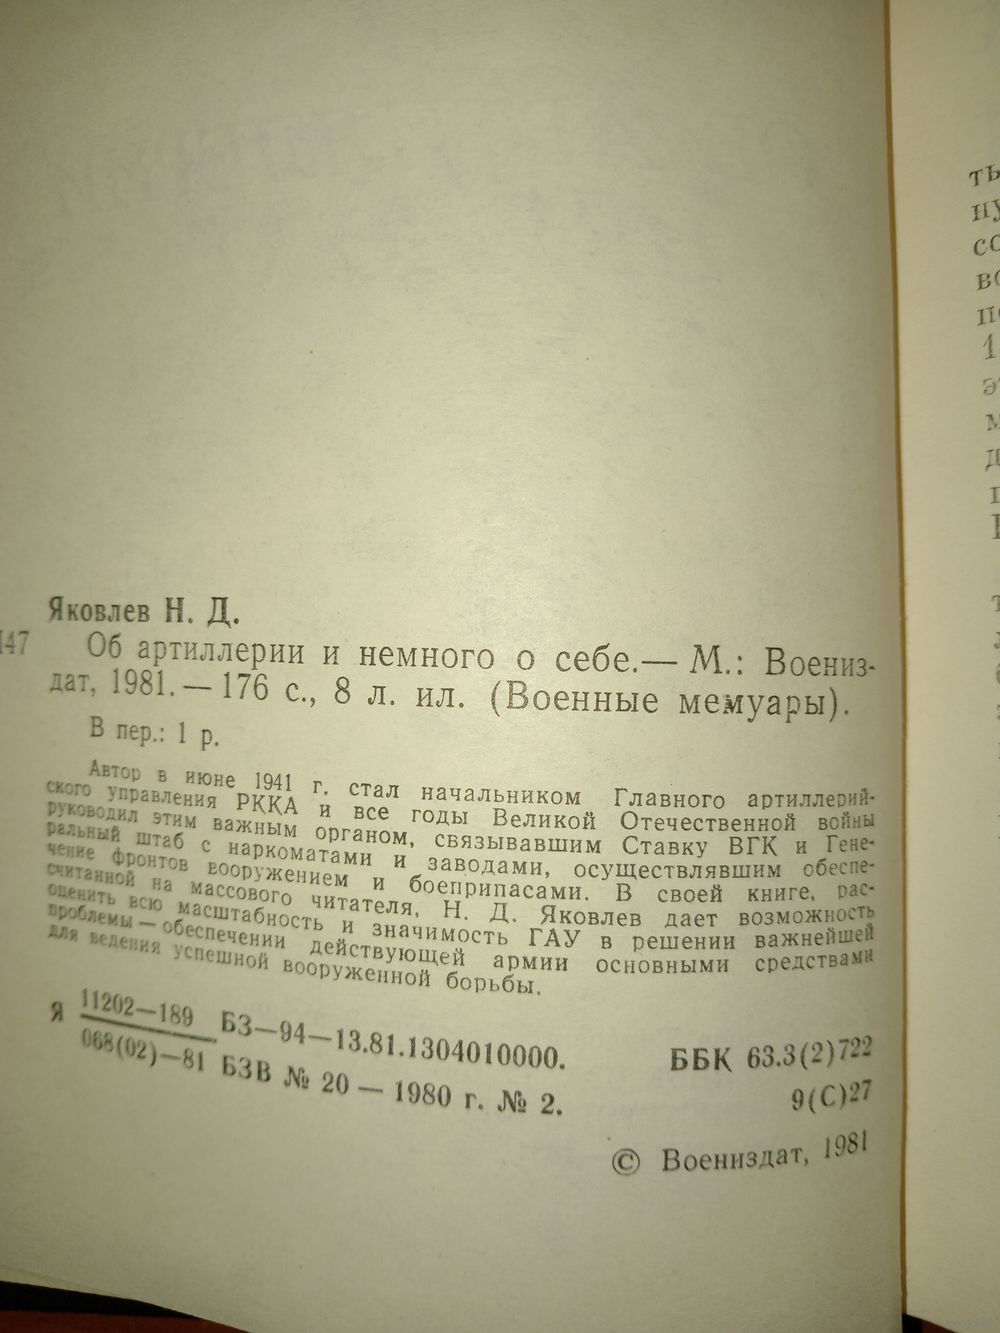 Яковлев Н. Д.
Об артиллерии и немного о себе.— М.: Воениз-
дат, 1981.— 176 с., 8 л. ил. (Военные мемуары).
В пер.: 1 р.
Автор в июне 1941 г. стал начальником Главного артиллерий-
ского управления РККА и все годы Великой Отечественной войны
руководил этим важным органом, связывавшим Ставку ВГК и Гене-
ральный штаб с наркоматами и заводами, осуществлявшим обеспе-
чение фронтов вооружением и боеприпасами. В своей книге, рас-
считанной на массового читателя, Н. Д. Яковлев дает возможность
оценить всю масштабность и значимость ГАУ в решении важнейшей
проблемы — обеспечении действующей армии основными средствами
для ведения успешной вооруженной борьбы.
Я 11202—189 БЗ—94—13.81.1304010000.
068(02)—81 БЗВ № 20 — 1980 г. № 2.
ББК 63.3(2)722
9(С)27
© Воениздат, 1981